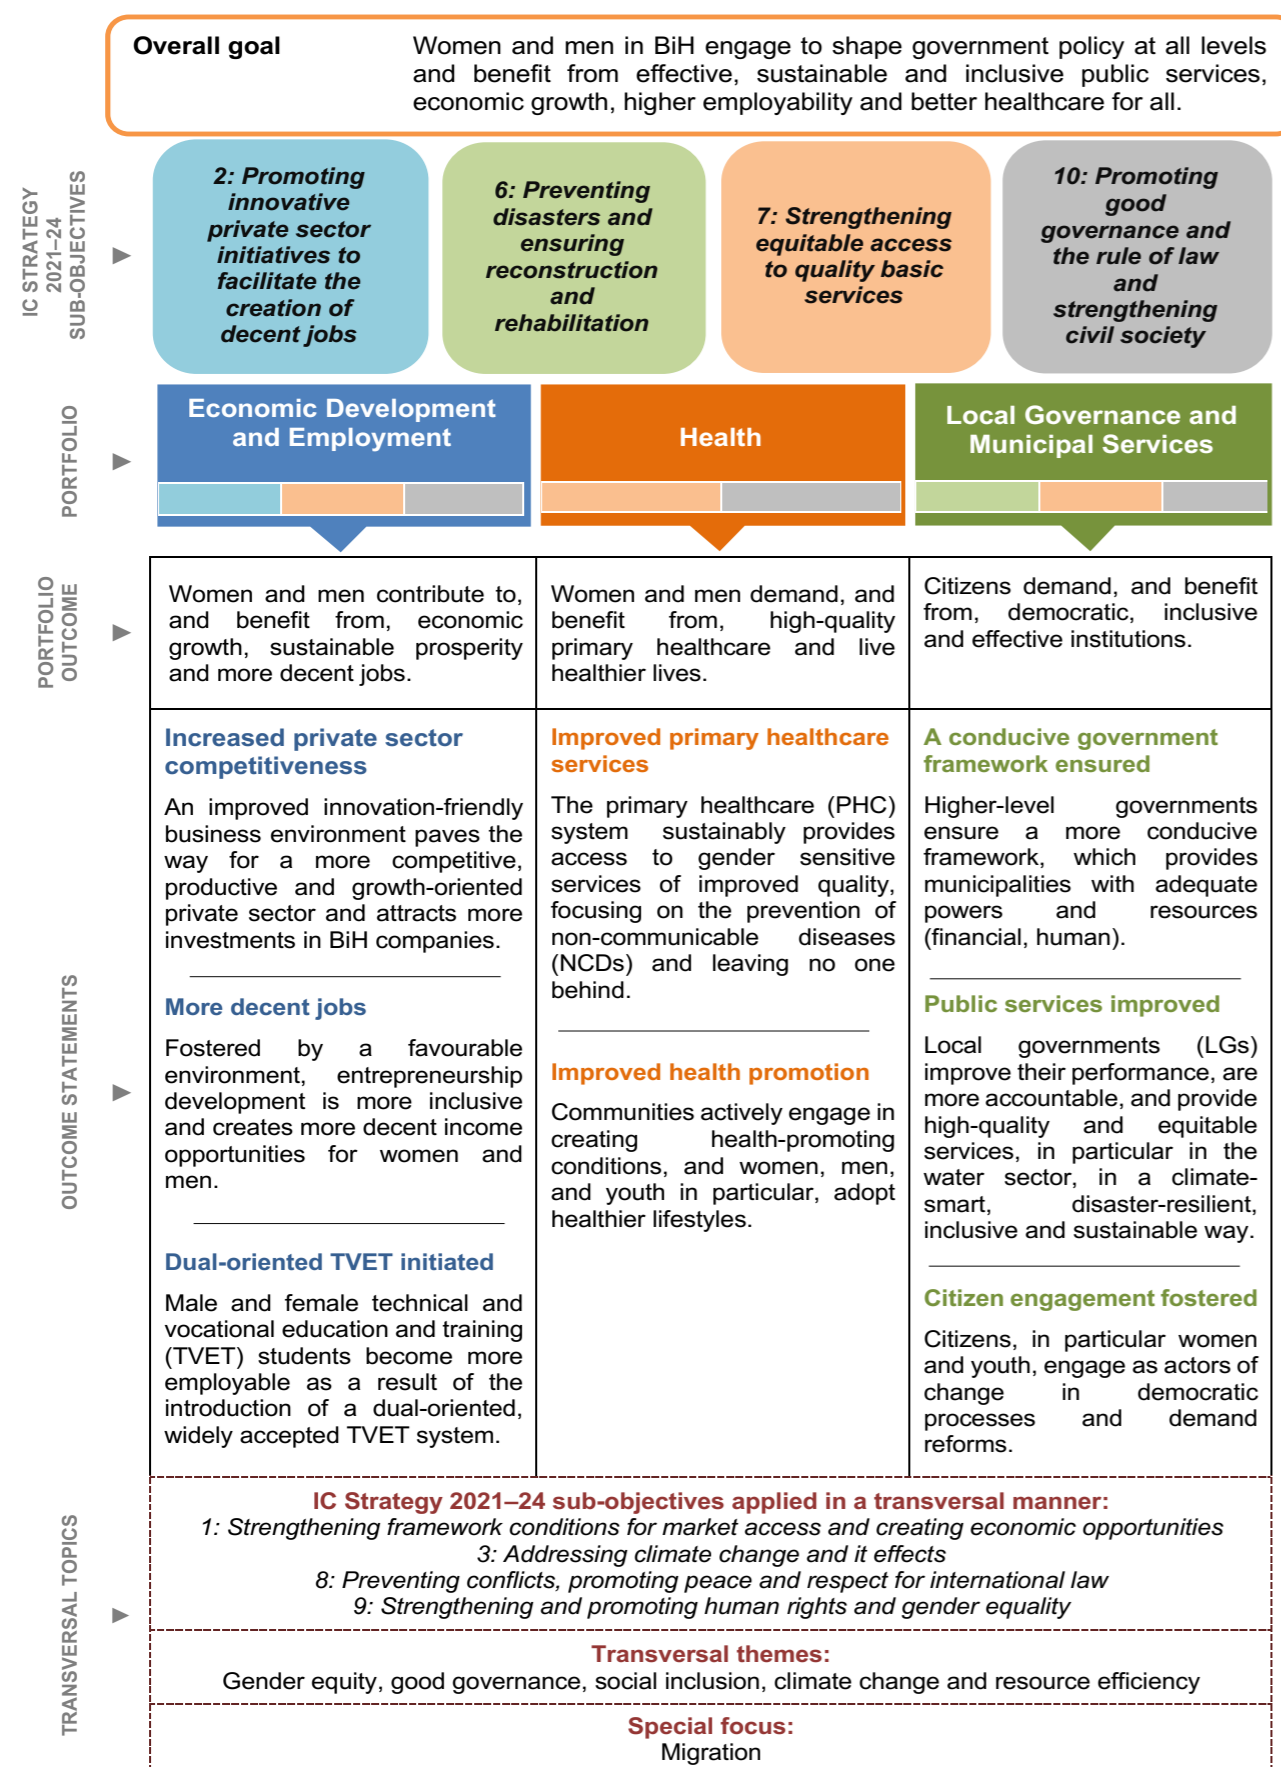 Overall goal
Women and men in BiH engage to shape government policy at all levels
and benefit from effective, sustainable and inclusive public services,
economic growth, higher employability and better healthcare for all.
IC STRATEGY
2021–24
SUB-OBJECTIVES
2: Promoting
innovative
private sector
initiatives to
facilitate the
creation of
decent jobs
6: Preventing
disasters and
ensuring
reconstruction
and
rehabilitation
7: Strengthening
equitable access
to quality basic
services
10: Promoting
good
governance and
the rule of law
and
strengthening
civil society
PORTFOLIO
Economic Development
and Employment
Health
Local Governance and
Municipal Services
PORTFOLIO
OUTCOME
Women and men contribute to,
and benefit from, economic
growth, sustainable prosperity
and more decent jobs.
Women and men demand, and
benefit from, high-quality
primary healthcare and live
healthier lives.
Citizens demand, and benefit
from, democratic, inclusive
and effective institutions.
OUTCOME STATEMENTS
Increased private sector
competitiveness
An improved innovation-friendly
business environment paves the
way for a more competitive,
productive and growth-oriented
private sector and attracts more
investments in BiH companies.
More decent jobs
Fostered by a favourable
environment, entrepreneurship
development is more inclusive
and creates more decent income
opportunities for women and
men.
Dual-oriented TVET initiated
Male and female technical and
vocational education and training
(TVET) students become more
employable as a result of the
introduction of a dual-oriented,
widely accepted TVET system.
Improved primary healthcare
services
The primary healthcare (PHC)
system sustainably provides
access to gender sensitive
services of improved quality,
focusing on the prevention of
non-communicable diseases
(NCDs) and leaving no one
behind.
Improved health promotion
Communities actively engage in
creating health-promoting
conditions, and women, men,
and youth in particular, adopt
healthier lifestyles.
A conducive government
framework ensured
Higher-level governments
ensure a more conducive
framework, which provides
municipalities with adequate
powers and resources
(financial, human).
Public services improved
Local governments (LGs)
improve their performance, are
more accountable, and provide
high-quality and equitable
services, in particular in the
water sector, in a climate-
smart, disaster-resilient,
inclusive and sustainable way.
Citizen engagement fostered
Citizens, in particular women
and youth, engage as actors of
change in democratic
processes and demand
reforms.
TRANSVERSAL TOPICS
IC Strategy 2021–24 sub-objectives applied in a transversal manner:
1: Strengthening framework conditions for market access and creating economic opportunities
3: Addressing climate change and it effects
8: Preventing conflicts, promoting peace and respect for international law
9: Strengthening and promoting human rights and gender equality
Transversal themes:
Gender equity, good governance, social inclusion, climate change and resource efficiency
Special focus:
Migration